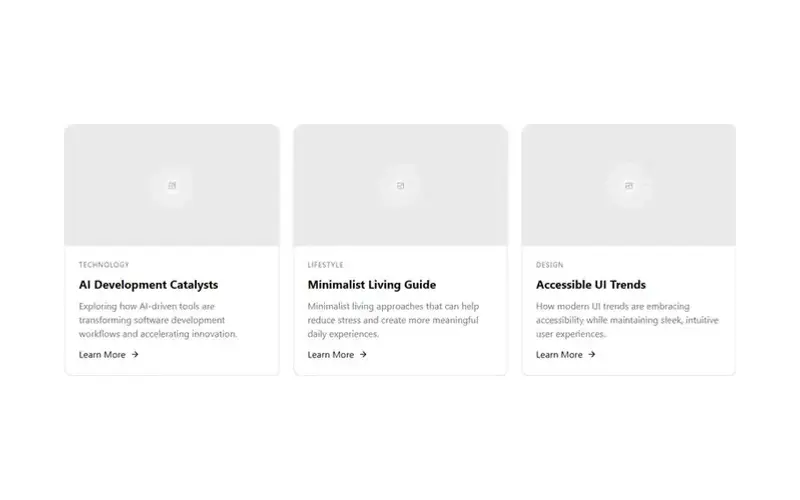 TECHNOLOGY
AI Development Catalysts
Exploring how AI-driven tools are
transforming software development
workflows and accelerating innovation.
Learn More →
LIFESTYLE
Minimalist Living Guide
Minimalist living approaches that can help
reduce stress and create more meaningful
daily experiences.
Learn More →
DESIGN
Accessible UI Trends
How modern UI trends are embracing
accessibility while maintaining sleek, intuitive
user experiences.
Learn More →